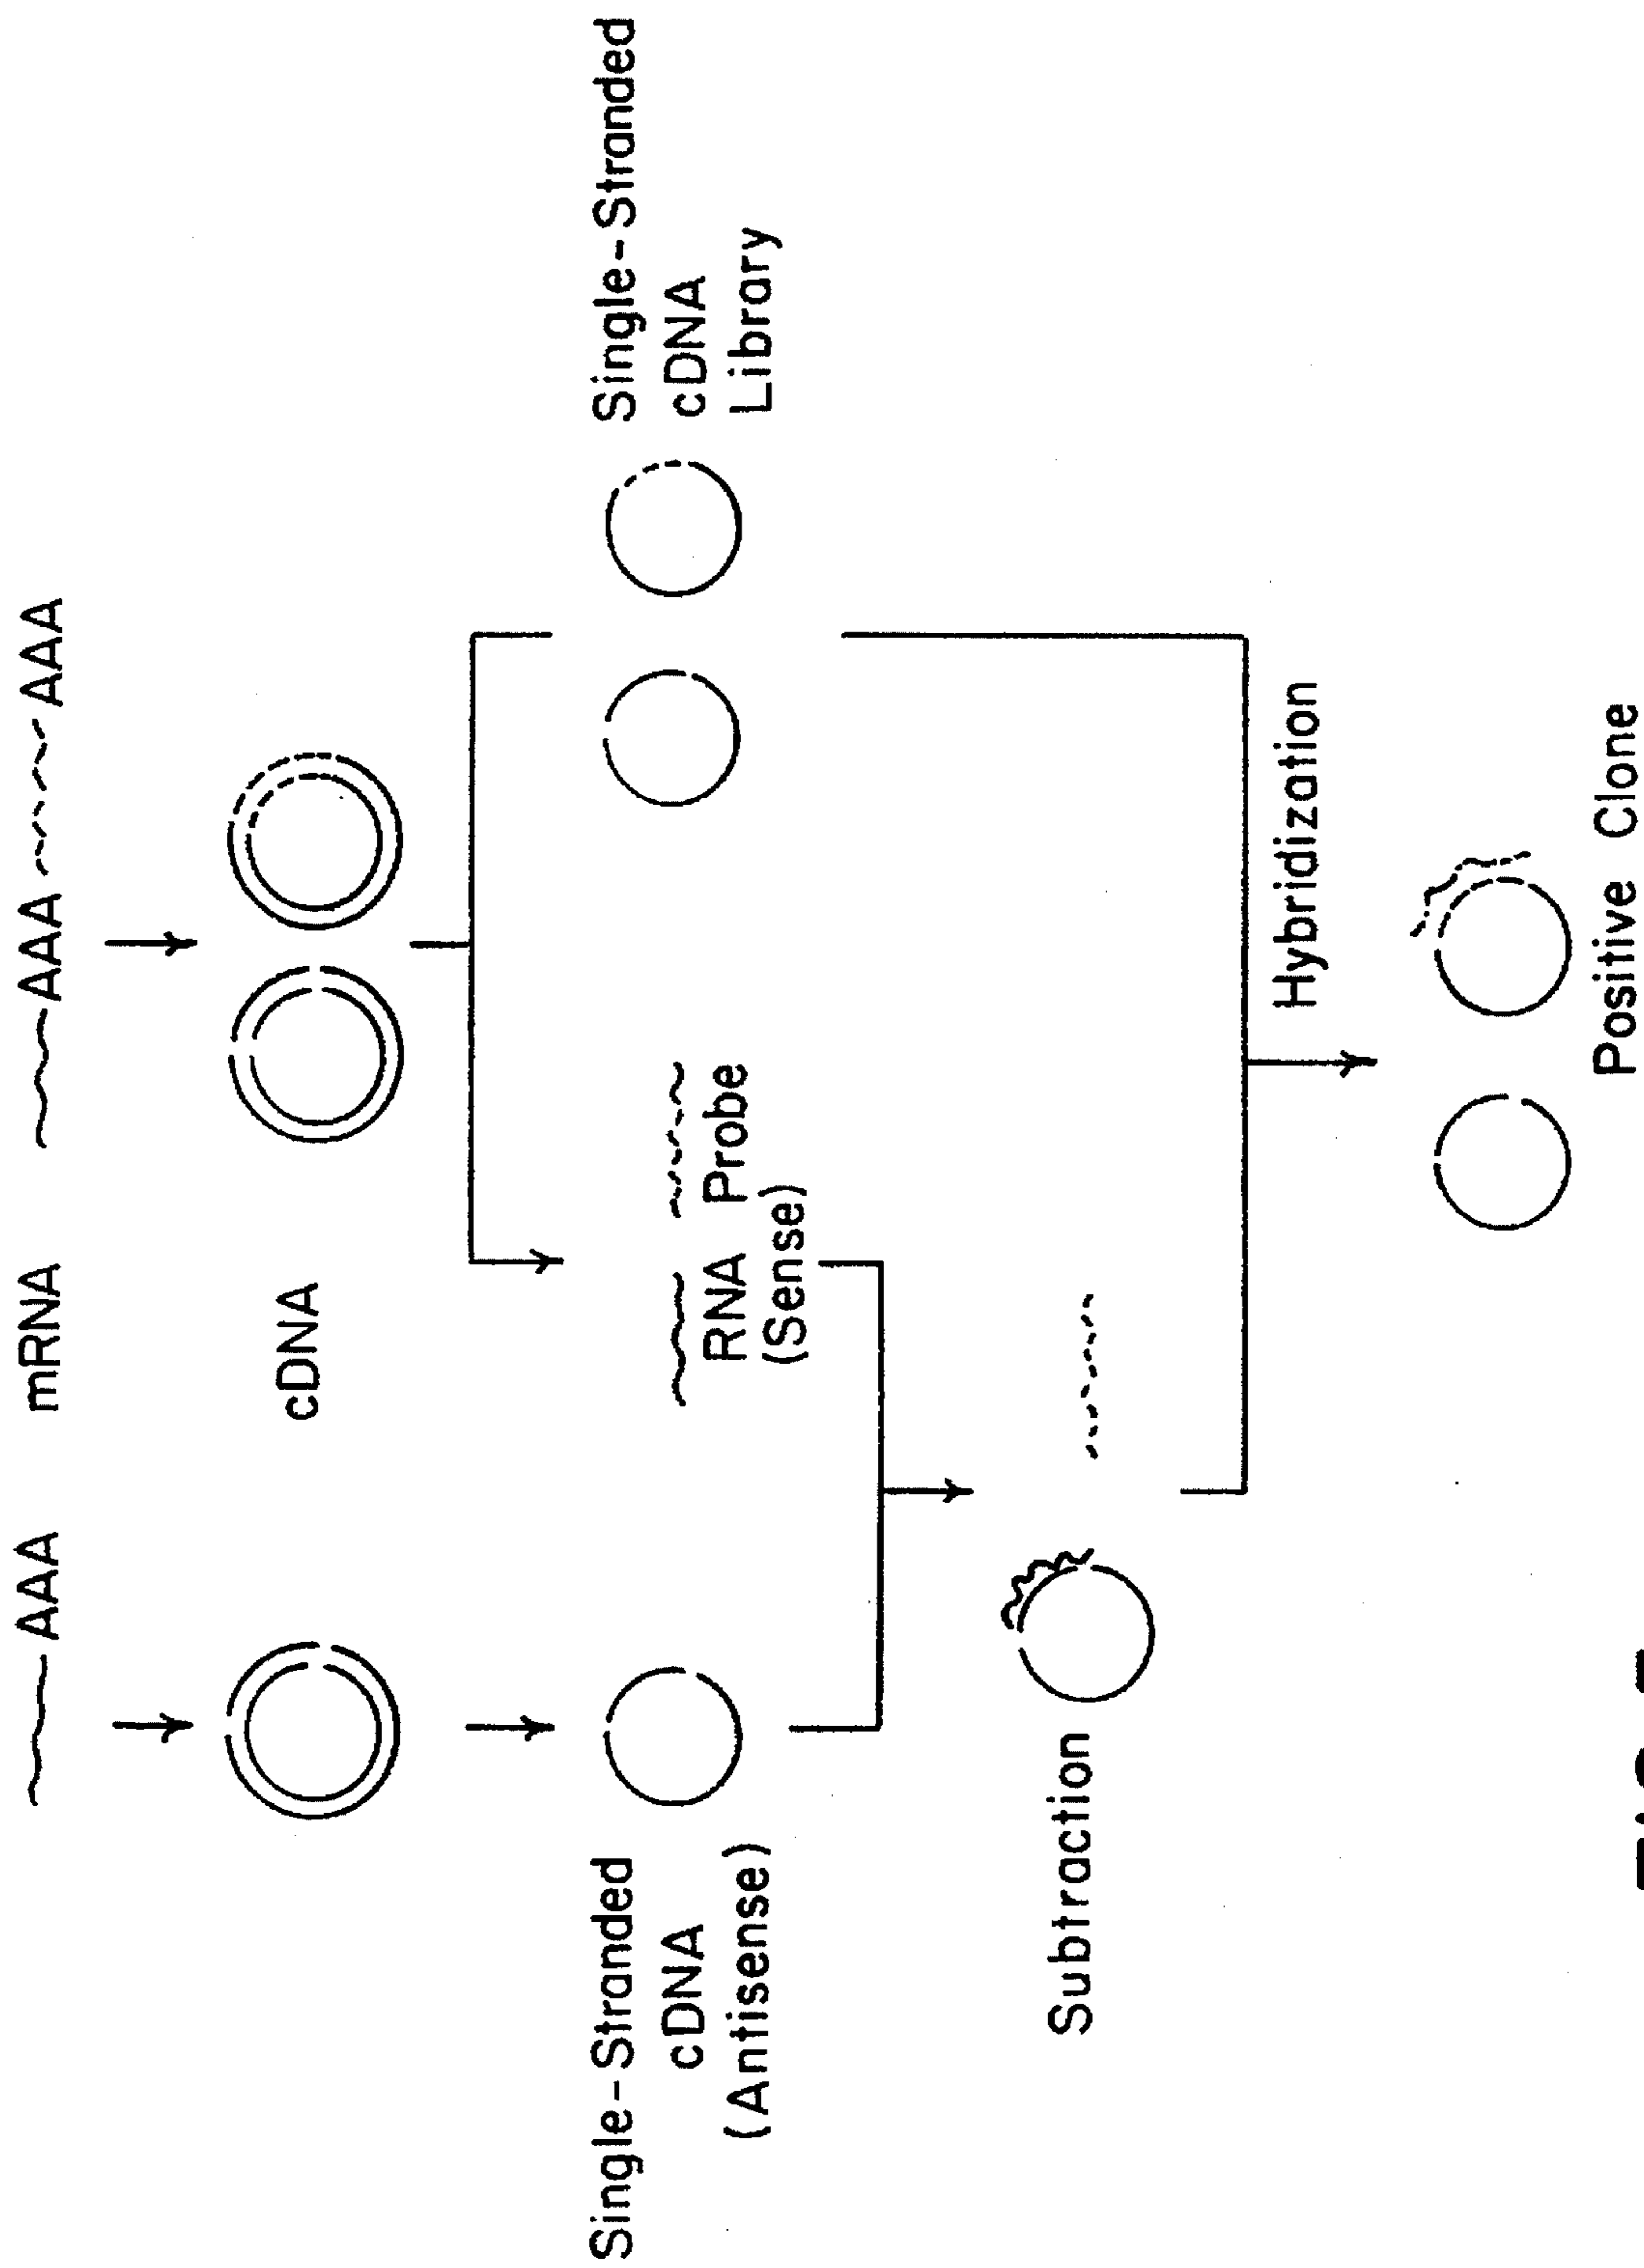 AAA
mRNA
AAA
AAA
cDNA
Single-Stranded
cDNA
(Antisense)
RNA Probe
(Sense)
Single-Stranded
cDNA
Library
Subtraction
Hybridization
Positive Clone